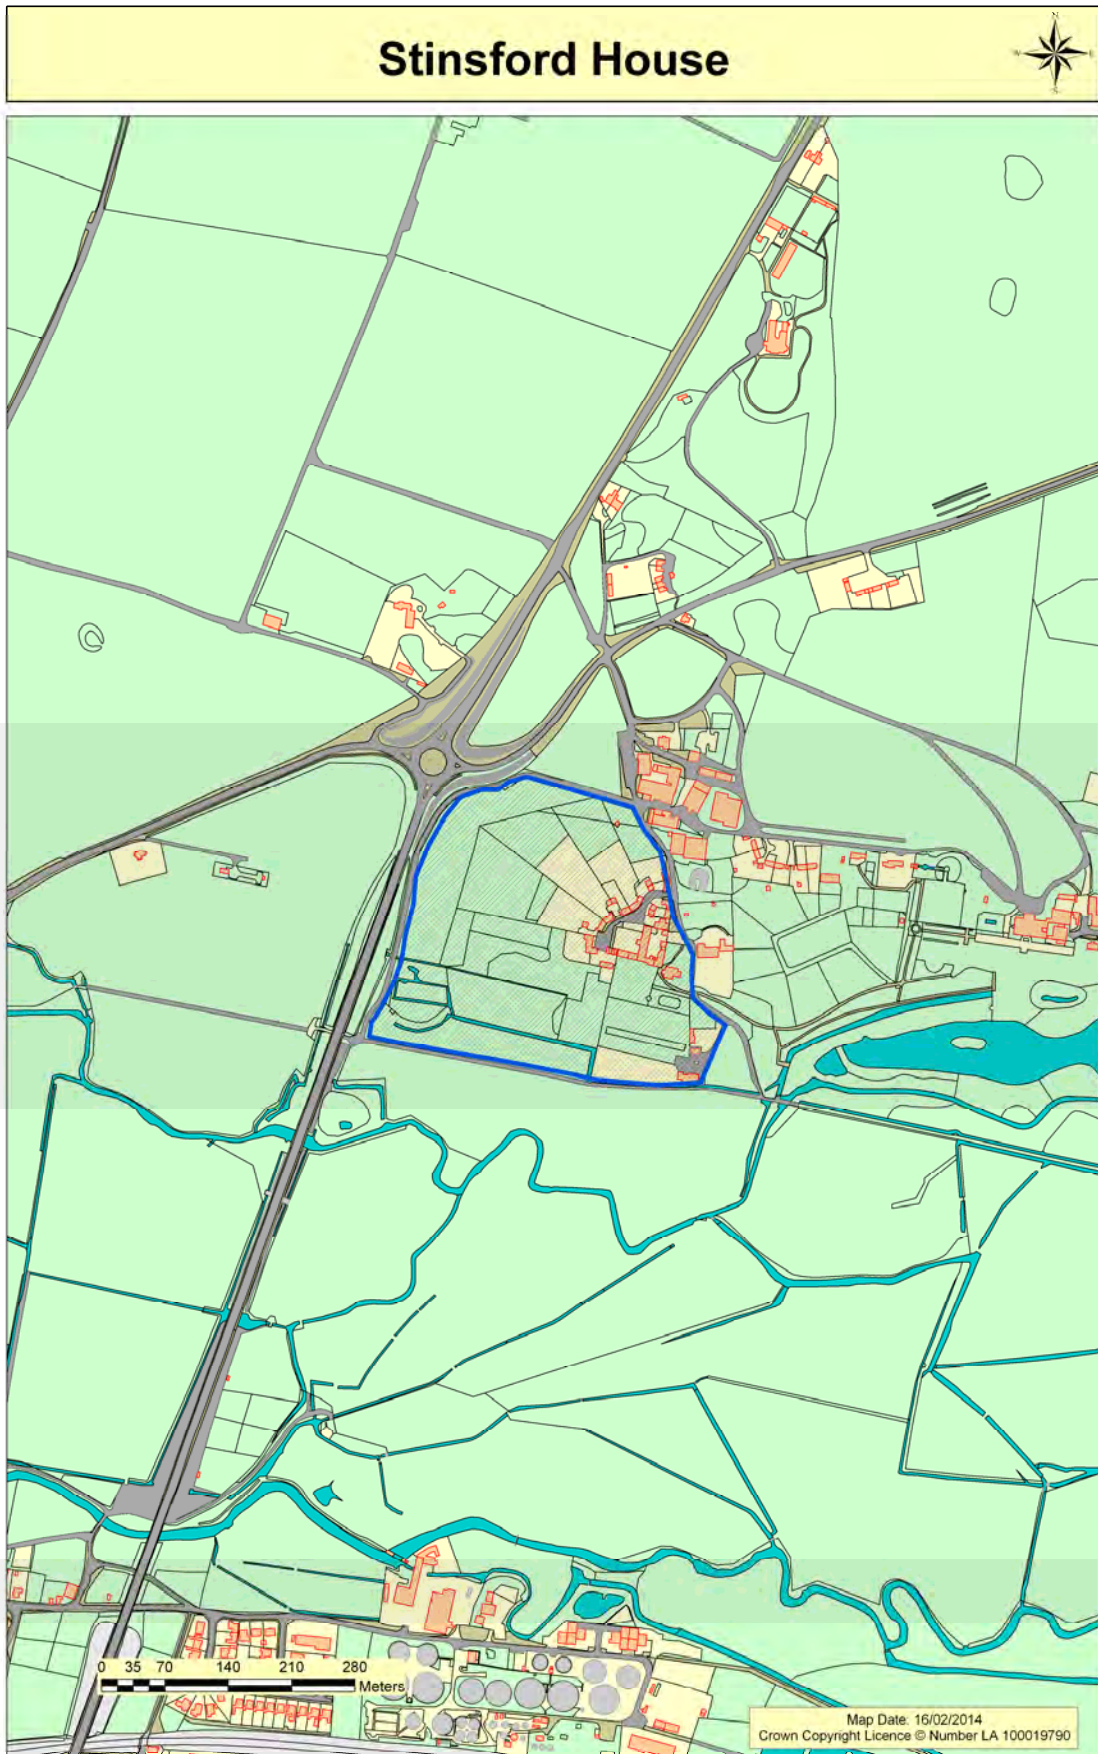 Stinsford House
N
W
E
S
0 35 70 140 210 280
Meters
Map Date: 16/02/2014
Crown Copyright Licence © Number LA 100019790